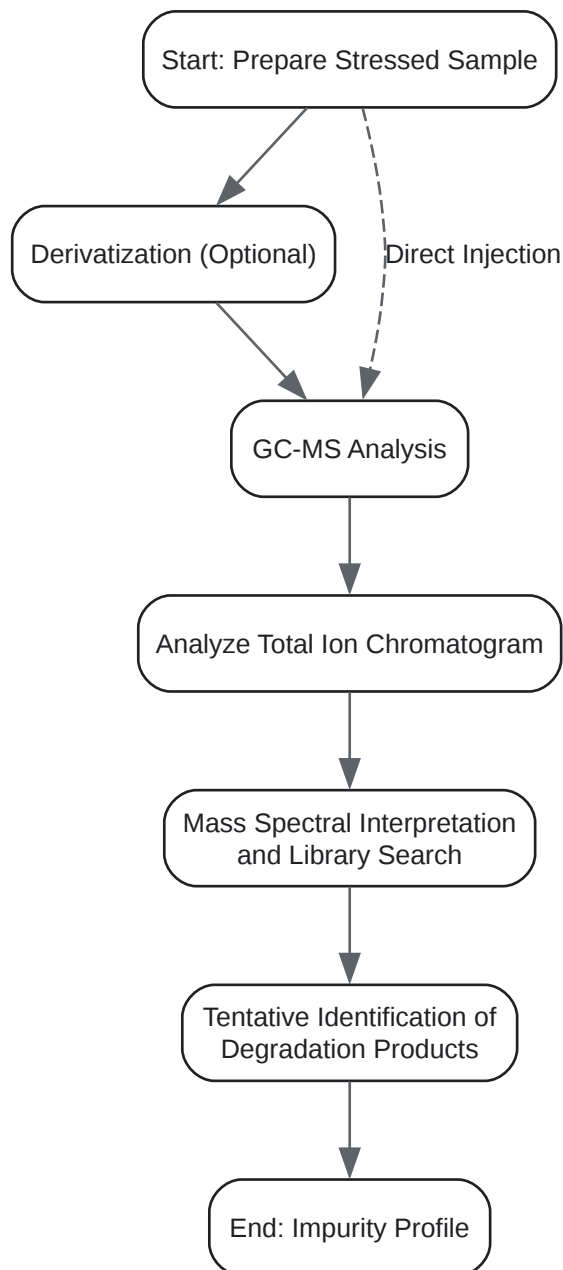 Start: Prepare Stressed Sample
Derivatization (Optional)
Direct Injection
GC-MS Analysis
Analyze Total Ion Chromatogram
Mass Spectral Interpretation
and Library Search
Tentative Identification of
Degradation Products
End: Impurity Profile